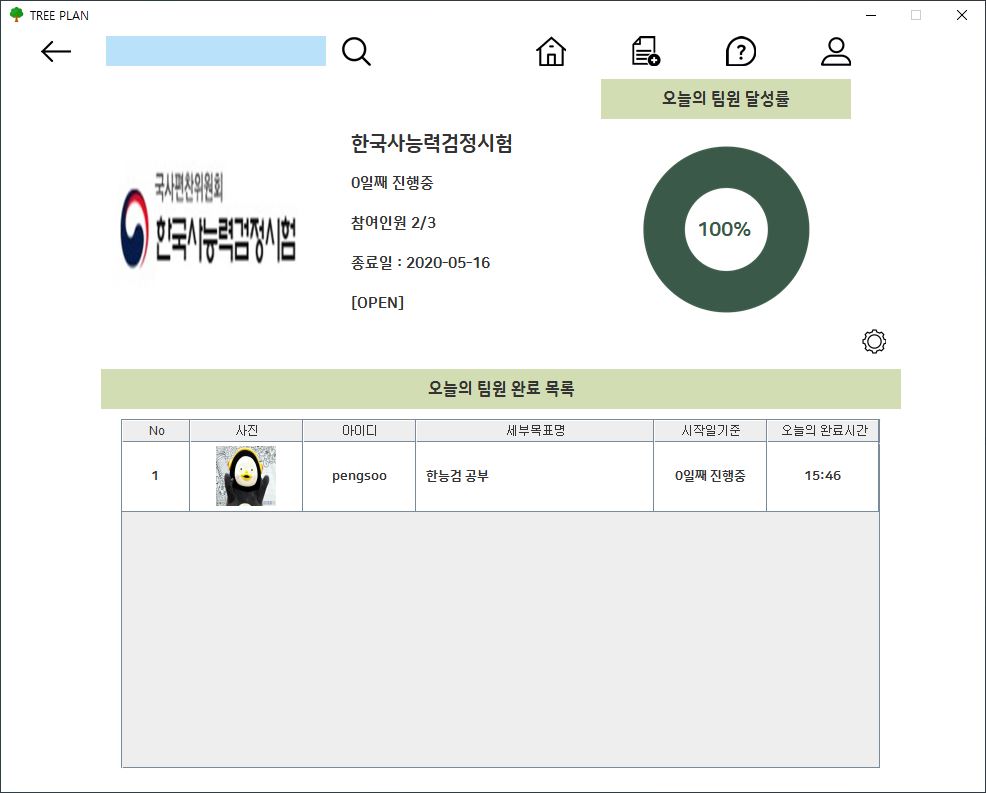 TREE PLAN
?
오늘의 팀원 달성률
국사편찬위원회
한국사능력검정시험
한국사능력검정시험
0일째 진행중
참여인원 2/3
종료일 : 2020-05-16
[OPEN]
100%
오늘의 팀원 완료 목록
No 사진 아이디 세부목표명 시작일기준 오늘의 완료시간
1 pengsoo 한능검 공부 0일째 진행중 15:46